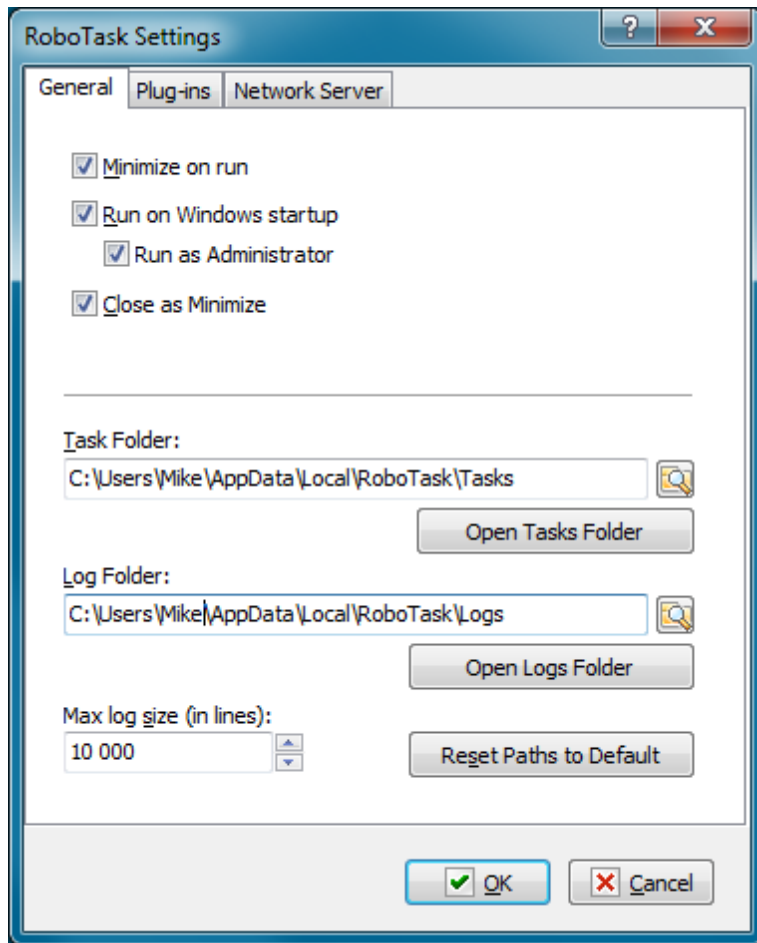 RoboTask Settings
?
General Plug-ins Network Server
Minimize on run
Run on Windows startup
Run as Administrator
Close as Minimize
Task Folder:
C:\Users\Mike\AppData\Local\RoboTask\Tasks
Open Tasks Folder
Log Folder:
C:\Users\Mike\AppData\Local\RoboTask\Logs
Open Logs Folder
Max log size (in lines):
10 000
Reset Paths to Default
OK Cancel